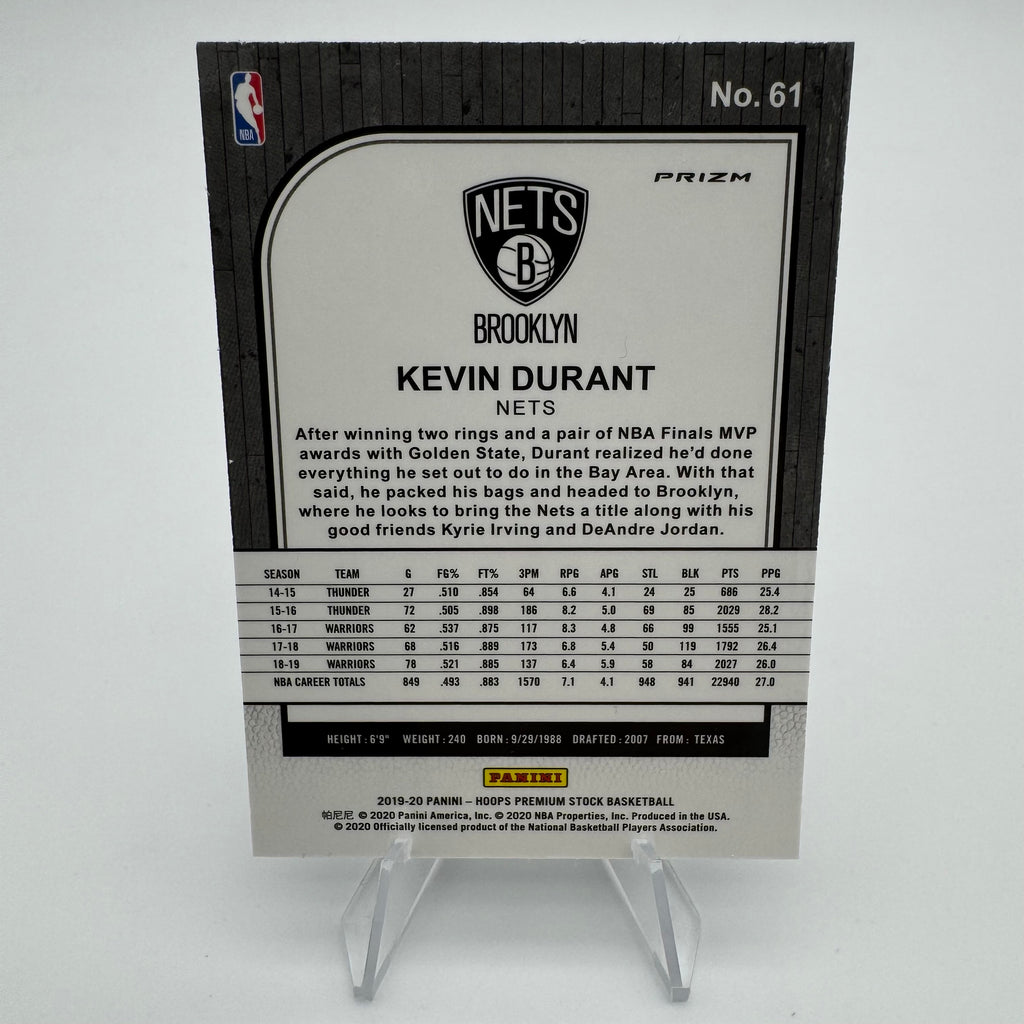 No. 61
NBA
PRIZM
NETS
B
BROOKLYN
KEVIN DURANT
NETS
After winning two rings and a pair of NBA Finals MVP
awards with Golden State, Durant realized he'd done
everything he set out to do in the Bay Area. With that
said, he packed his bags and headed to Brooklyn,
where he looks to bring the Nets a title along with his
good friends Kyrie Irving and DeAndre Jordan.
SEASON TEAM G FG% FT% 3PM RPG APG STL BLK PTS PPG
14-15 THUNDER 27 .510 .854 64 6.6 4.1 24 25 686 25.4
15-16 THUNDER 72 .505 .898 186 8.2 5.0 69 85 2029 28.2
16-17 WARRIORS 62 .537 .875 117 8.3 4.8 66 99 1555 25.1
17-18 WARRIORS 68 .516 .889 173 6.8 5.4 50 119 1792 26.4
18-19 WARRIORS 78 .521 .885 137 6.4 5.9 58 84 2027 26.0
NBA CAREER TOTALS 849 .493 .883 1570 7.1 4.1 948 941 22940 27.0
HEIGHT: 6'9" WEIGHT: 240 BORN: 9/29/1988 DRAFTED: 2007 FROM: TEXAS
PANINI
2019-20 PANINI – HOOPS PREMIUM STOCK BASKETBALL
帕尼尼 © 2020 Panini America, Inc. © 2020 NBA Properties, Inc. Produced in the USA.
© 2020 Officially licensed product of the National Basketball Players Association.